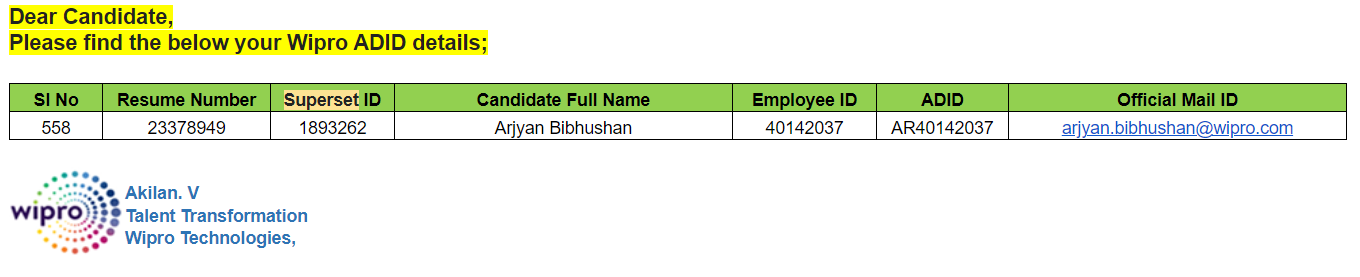 Dear Candidate,
Please find the below your Wipro ADID details;
Sl No Resume Number Superset ID Candidate Full Name Employee ID ADID Official Mail ID
558 23378949 1893262 Arjyan Bibhushan 40142037 AR40142037 arjyan.bibhushan@wipro.com
wipro
Akilan. V
Talent Transformation
Wipro Technologies,